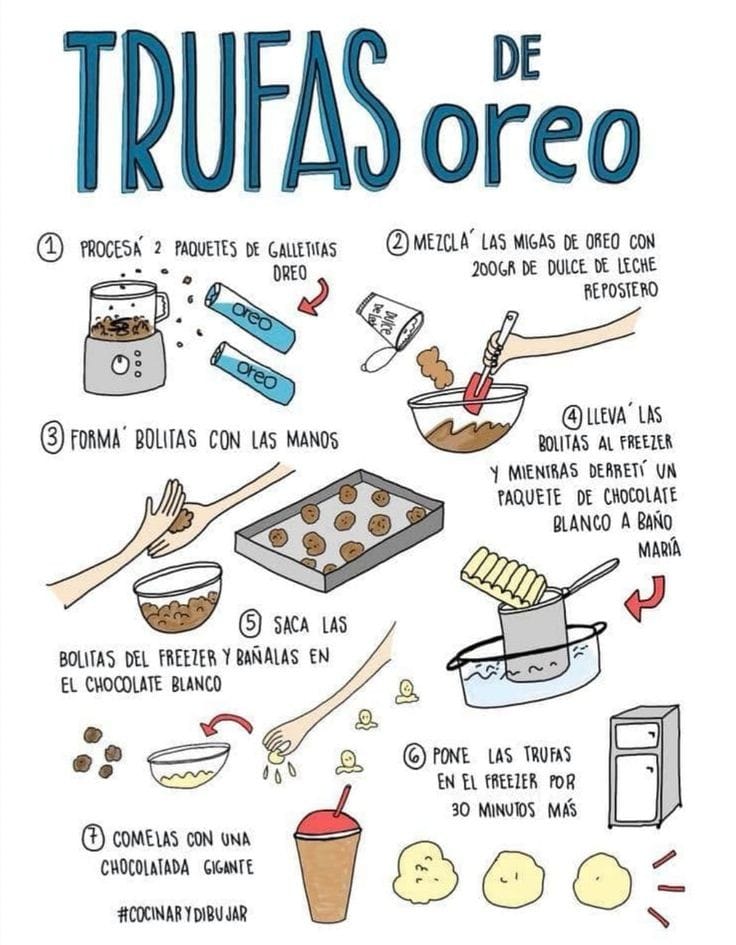 TRUFAS DE
oreo
1 PROCESÁ 2 PAQUETES DE GALLETITAS
OREO
oreo
oreo
2 MEZCLÁ LAS MIGAS DE OREO CON
200GR DE DULCE DE LECHE
REPOSTERO
3 FORMÁ BOLITAS CON LAS MANOS
4 LLEVÁ LAS
BOLITAS AL FREEZER
Y MIENTRAS DERRETÍ UN
PAQUETE DE CHOCOLATE
BLANCO A BAÑO
MARÍA
5 SACA LAS
BOLITAS DEL FREEZER Y BAÑALAS EN
EL CHOCOLATE BLANCO
6 PONE LAS TRUFAS
EN EL FREEZER POR
30 MINUTOS MÁS
7 COMELAS CON UNA
CHOCOLATADA GIGANTE
#COCINARYDIBUJAR